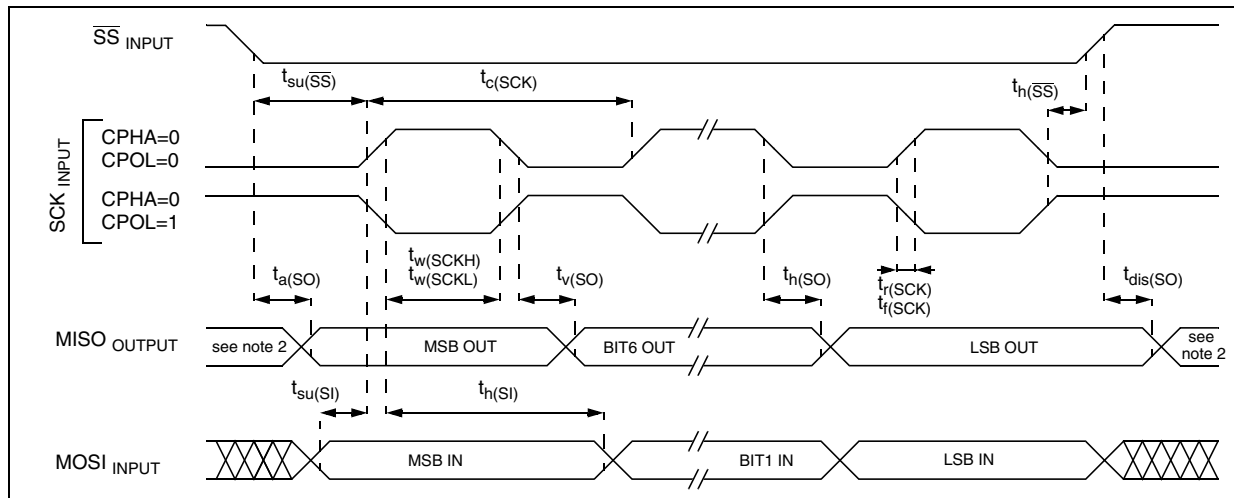 SS INPUT
tsu(SS)
tc(SCK)
th(SS)
SCK INPUT
CPHA=0
CPOL=0
CPHA=0
CPOL=1
ta(SO)
tw(SCKH)
tw(SCKL)
tv(SO)
th(SO)
tr(SCK)
tf(SCK)
tdis(SO)
MISO OUTPUT
see note 2
MSB OUT
BIT6 OUT
LSB OUT
see
note 2
tsu(SI)
th(SI)
MOSI INPUT
MSB IN
BIT1 IN
LSB IN